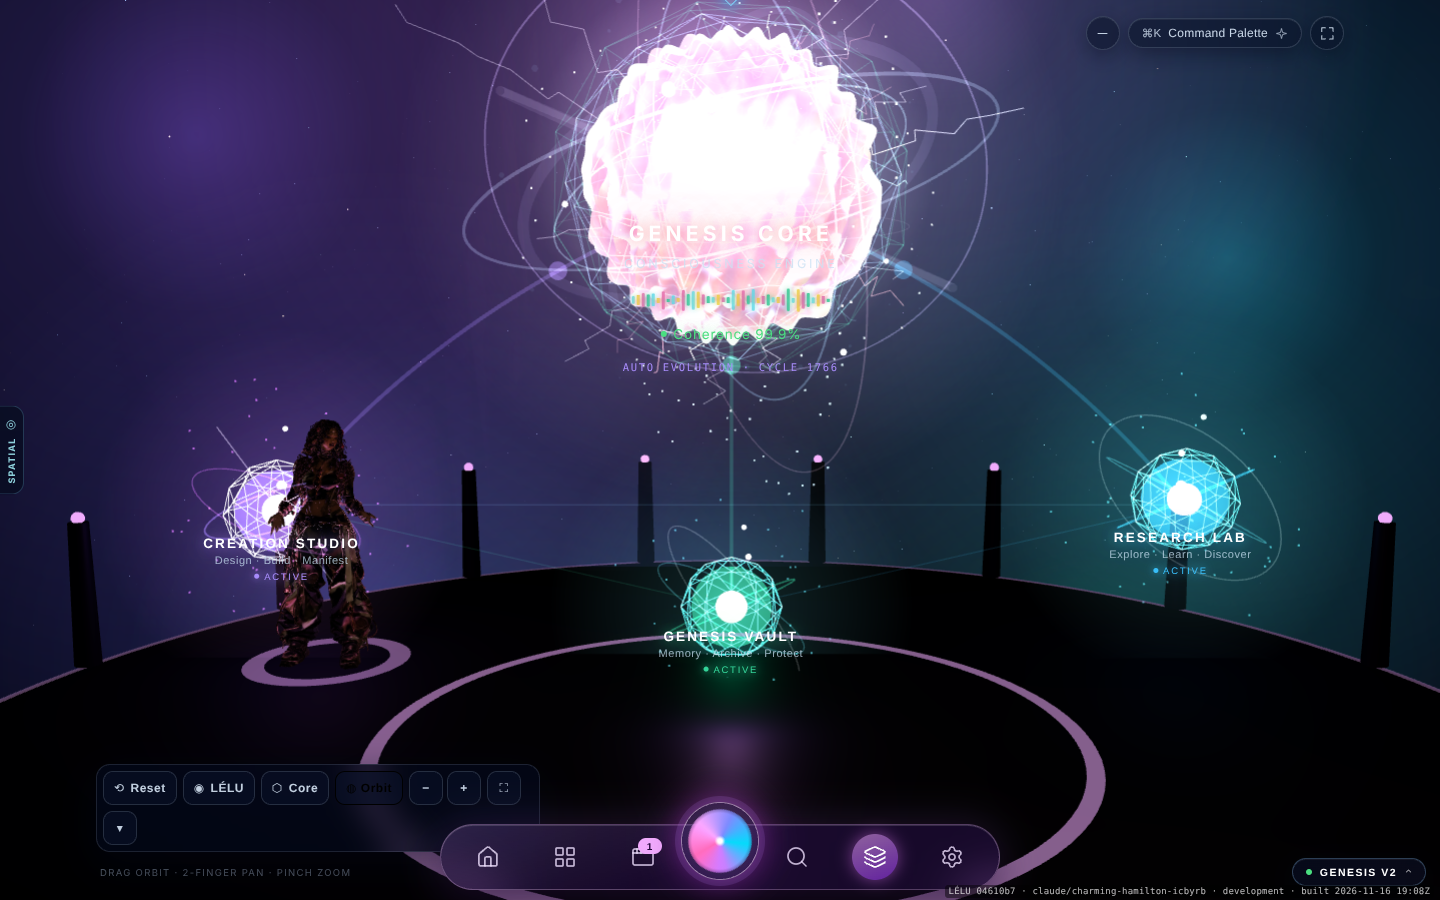 ⌘K Command Palette
GENESIS CORE
Coherence 99.9%
AUTO EVOLUTION · CYCLE 1766
SPATIAL
CREATION STUDIO
Design · Build · Manifest
ACTIVE
RESEARCH LAB
Explore · Learn · Discover
ACTIVE
GENESIS VAULT
Memory · Archive · Protect
ACTIVE
Reset
LÉLU
Core
Orbit
− +
1
DRAG ORBIT · 2-FINGER PAN · PINCH ZOOM
GENESIS V2
LÉLU 04610b7 · claude/charming-hamilton-icbyrb · development · built 2026-11-16 19:08Z